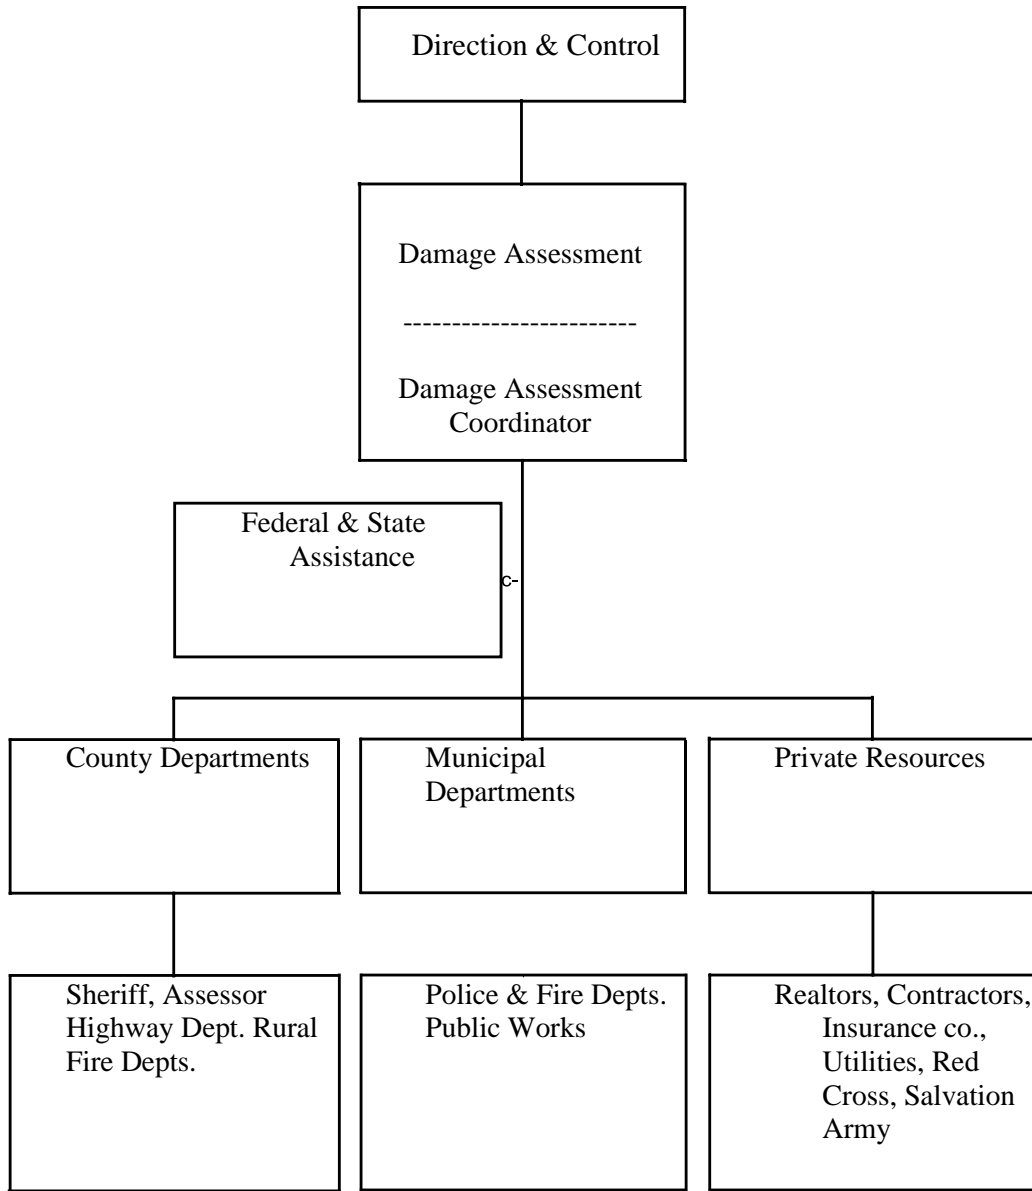 Direction & Control
Damage Assessment
------------------------
Damage Assessment
Coordinator
Federal & State
Assistance
c-
County Departments
Municipal
Departments
Private Resources
Sheriff, Assessor
Highway Dept. Rural
Fire Depts.
Police & Fire Depts.
Public Works
Realtors, Contractors,
Insurance co.,
Utilities, Red
Cross, Salvation
Army